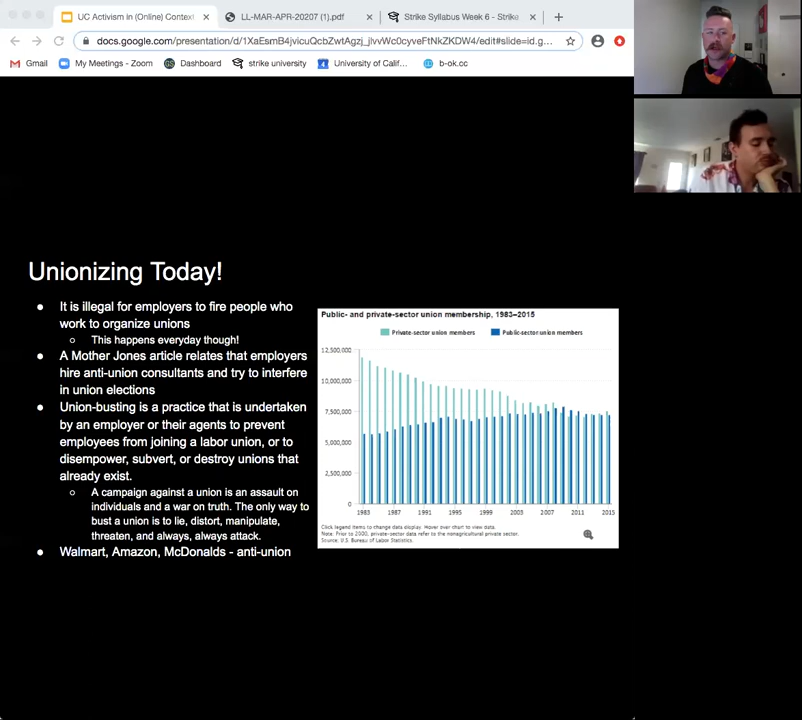 UC Activism In (Online) Context
LL-MAR-APR-20207 (1).pdf
Strike Syllabus Week 6 - Strike
docs.google.com/presentation/d/1XaEsmB4jvicuQcbZwtAgzj_jlvvWc0cyveFtNkZKDW4/edit#slide=id.g...
Gmail
My Meetings - Zoom
Dashboard
strike university
University of Calif...
b-ok.cc
Unionizing Today!
● It is illegal for employers to fire people who
work to organize unions
○ This happens everyday though!
● A Mother Jones article relates that employers
hire anti-union consultants and try to interfere
in union elections
● Union-busting is a practice that is undertaken
by an employer or their agents to prevent
employees from joining a labor union, or to
disempower, subvert, or destroy unions that
already exist.
○ A campaign against a union is an assault on
individuals and a war on truth. The only way to
bust a union is to lie, distort, manipulate,
threaten, and always, always attack.
● Walmart, Amazon, McDonalds - anti-union
Public- and private-sector union membership, 1983–2015
Private-sector union members
Public-sector union members
12,500,000
10,000,000
7,500,000
5,000,000
2,500,000
0
1983 1987 1991 1995 1999 2003 2007 2011 2015
Click legend items to change data display. Hover over chart to view data.
Note: Prior to 2000, private-sector data refer to the nonagricultural private sector.
Source: U.S. Bureau of Labor Statistics.